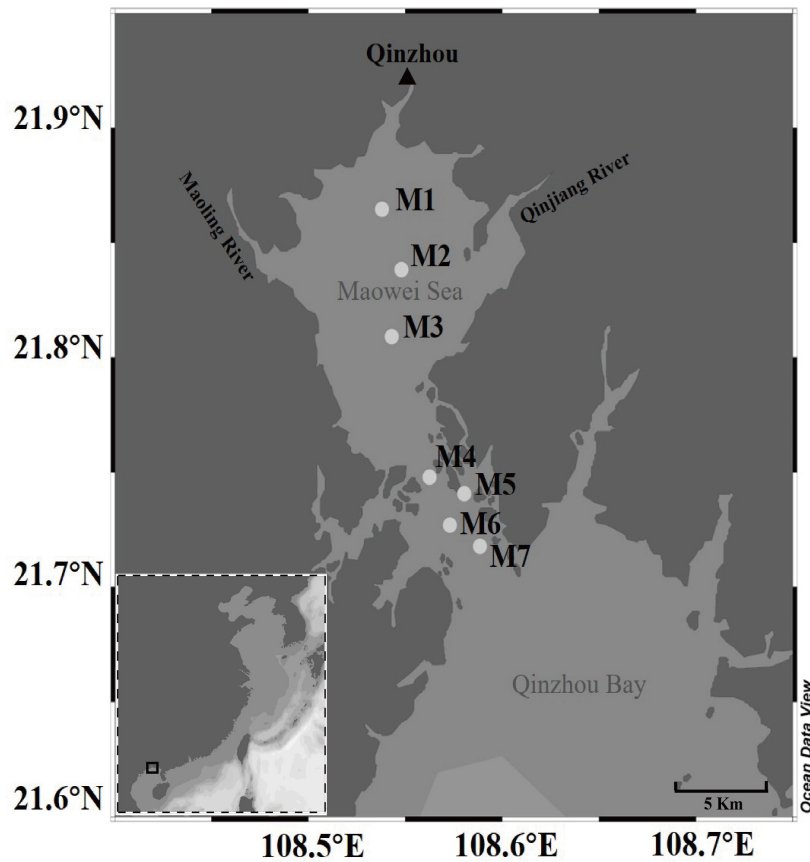 Qinzhou
21.9°N
Maoling River
Qinjiang River
M1
M2
Maowei Sea
M3
21.8°N
M4
M5
M6
M7
21.7°N
Qinzhou Bay
5 Km
Ocean Data View
21.6°N
108.5°E
108.6°E
108.7°E